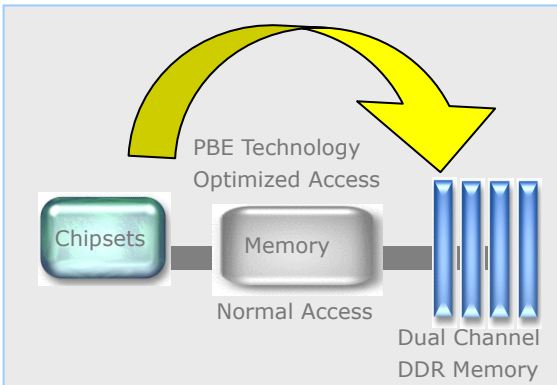 PBE Technology
Optimized Access
Chipsets
Memory
Normal Access
Dual Channel
DDR Memory